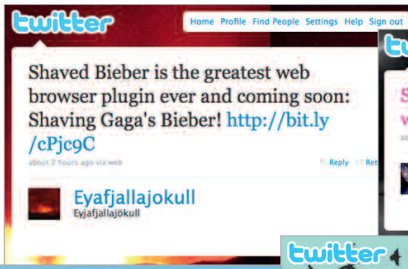 twitter Home Profile Find People Settings Help Sign out
Shaved Bieber is the greatest web
browser plugin ever and coming soon:
Shaving Gaga's Bieber! http://bit.ly
/cPjc9C
about 2 hours ago via web Reply Ret
Eyafjallajokull
Eyjafjallajökull
twitter